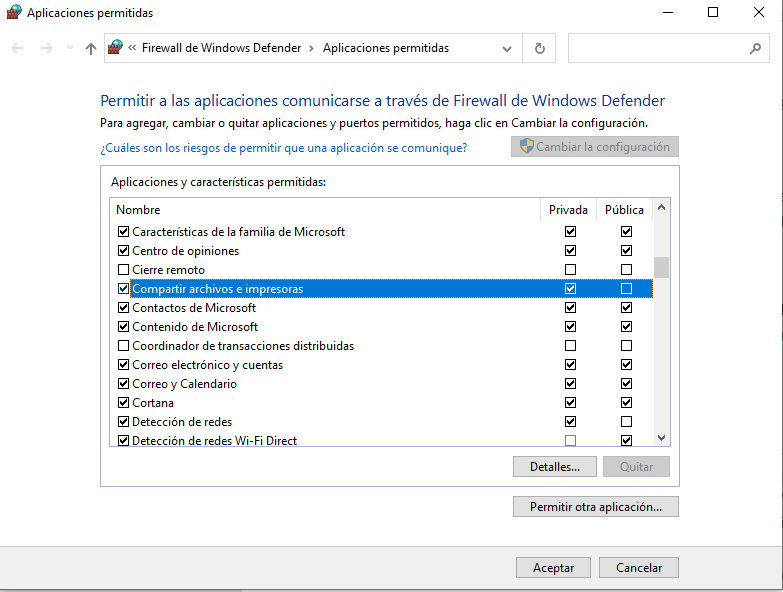 Aplicaciones permitidas
« Firewall de Windows Defender › Aplicaciones permitidas
Permitir a las aplicaciones comunicarse a través de Firewall de Windows Defender
Para agregar, cambiar o quitar aplicaciones y puertos permitidos, haga clic en Cambiar la configuración.
¿Cuáles son los riesgos de permitir que una aplicación se comunique?
Cambiar la configuración
Aplicaciones y características permitidas:
Nombre Privada Pública
Características de la familia de Microsoft
Centro de opiniones
Cierre remoto
Compartir archivos e impresoras
Contactos de Microsoft
Contenido de Microsoft
Coordinador de transacciones distribuidas
Correo electrónico y cuentas
Correo y Calendario
Cortana
Detección de redes
Detección de redes Wi-Fi Direct
Detalles... Quitar
Permitir otra aplicación...
Aceptar Cancelar